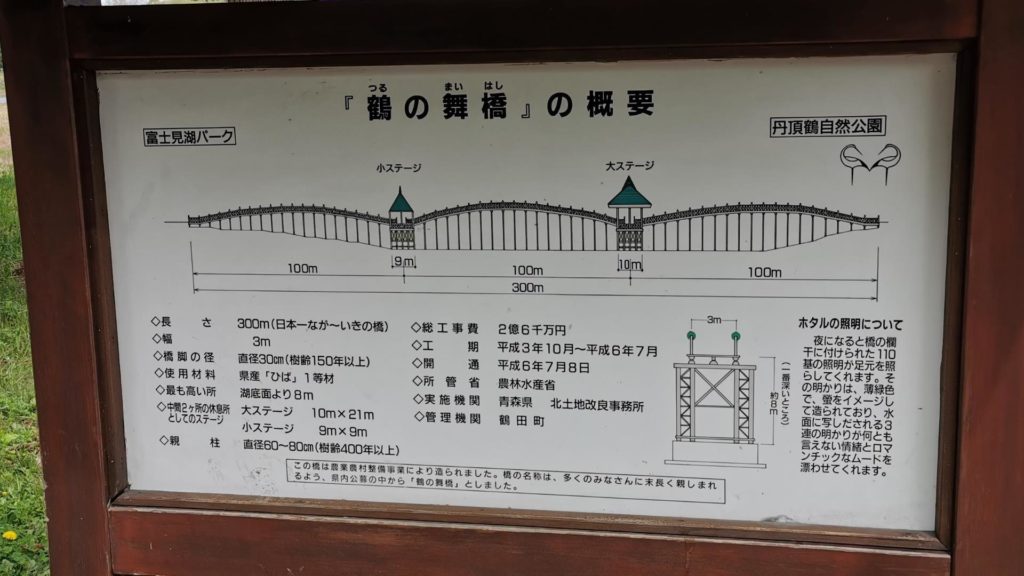 つる まい はし
『鶴の舞橋』の概要
富士見湖パーク
丹頂鶴自然公園
小ステージ
大ステージ
9m
10m
100m
100m
100m
300m
◇長さ 300m(日本一なが~いきの橋)
◇幅 3m
◇橋脚の径 直径30㎝(樹齢150年以上)
◇使用材料 県産「ひば」1等材
◇最も高い所 湖底面より8m
◇中間2ヶ所の休息所
としてのステージ
大ステージ 10m×21m
小ステージ 9m×9m
◇親柱 直径60~80㎝(樹齢400年以上)
◇総工事費 2億6千万円
◇工期 平成3年10月~平成6年7月
◇開通 平成6年7月8日
◇所管省 農林水産省
◇実施機関 青森県 北土地改良事務所
◇管理機関 鶴田町
3m
(一番深いところ)
約8m
ホタルの照明について
夜になると橋の欄
干に付けられた110
基の照明が足元を照
らしてくれます。そ
の明かりは、薄緑色
で、蛍をイメージし
て造られており、水
面に写しだされる3
連の明かりが何とも
言えない情緒とロマ
ンチックなムードを
漂わせてくれます。
この橋は農業農村整備事業により造られました。橋の名称は、多くのみなさんに末長く親しまれ
るよう、県内公募の中から「鶴の舞橋」としました。